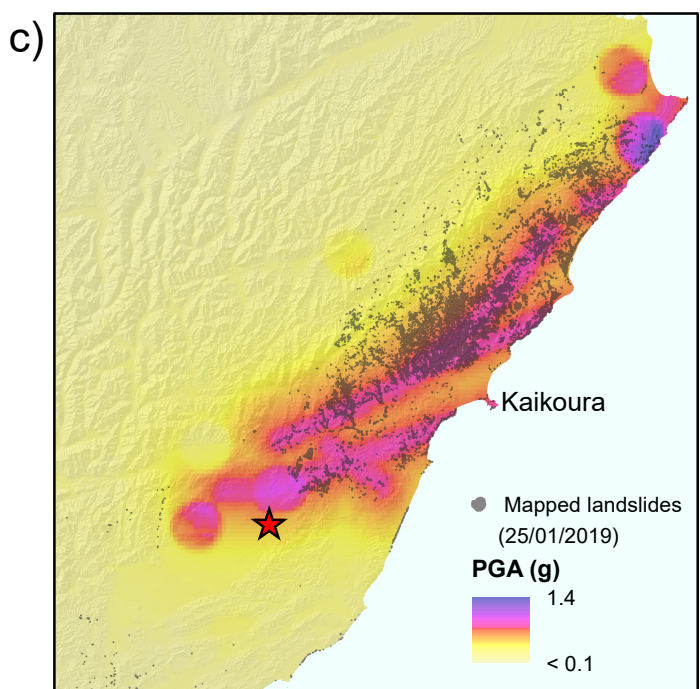 c)
Kaikoura
Mapped landslides
(25/01/2019)
PGA (g)
1.4
< 0.1